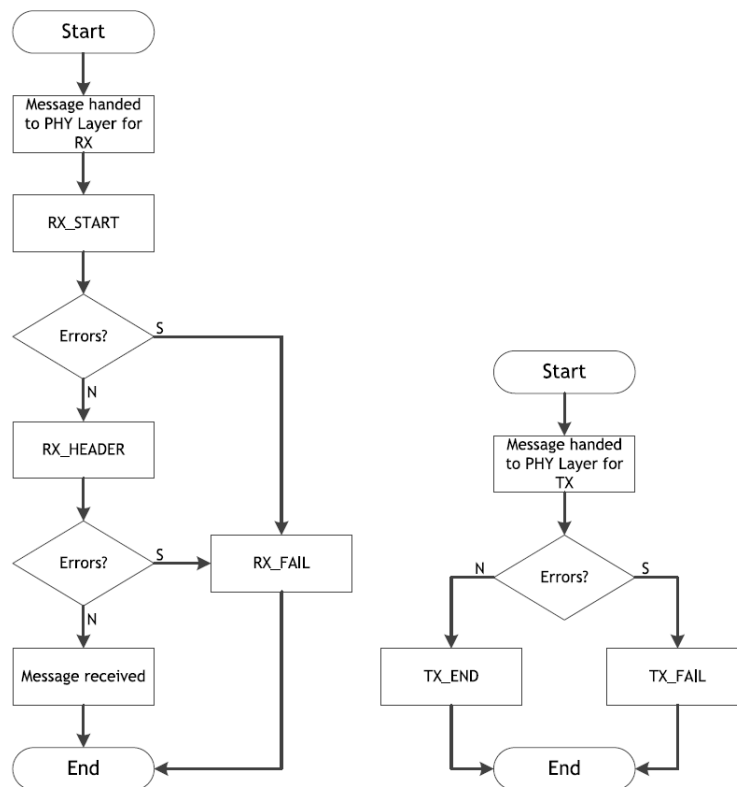 Start
Message handed
to PHY Layer for
RX
RX_START
Errors?
S
N
RX_HEADER
Errors?
S
RX_FAIL
N
Message received
End
Start
Message handed
to PHY Layer for
TX
N
Errors?
S
TX_END
TX_FAIL
End